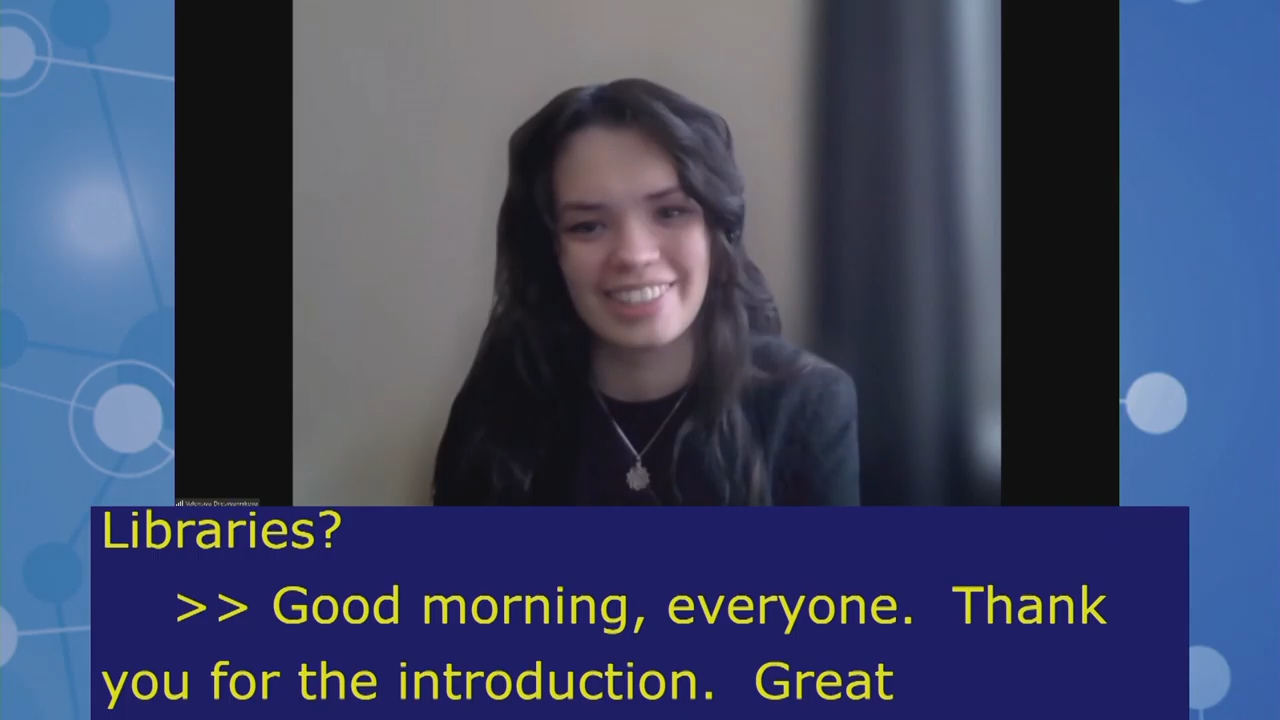 Libraries?
>> Good morning, everyone. Thank
you for the introduction. Great